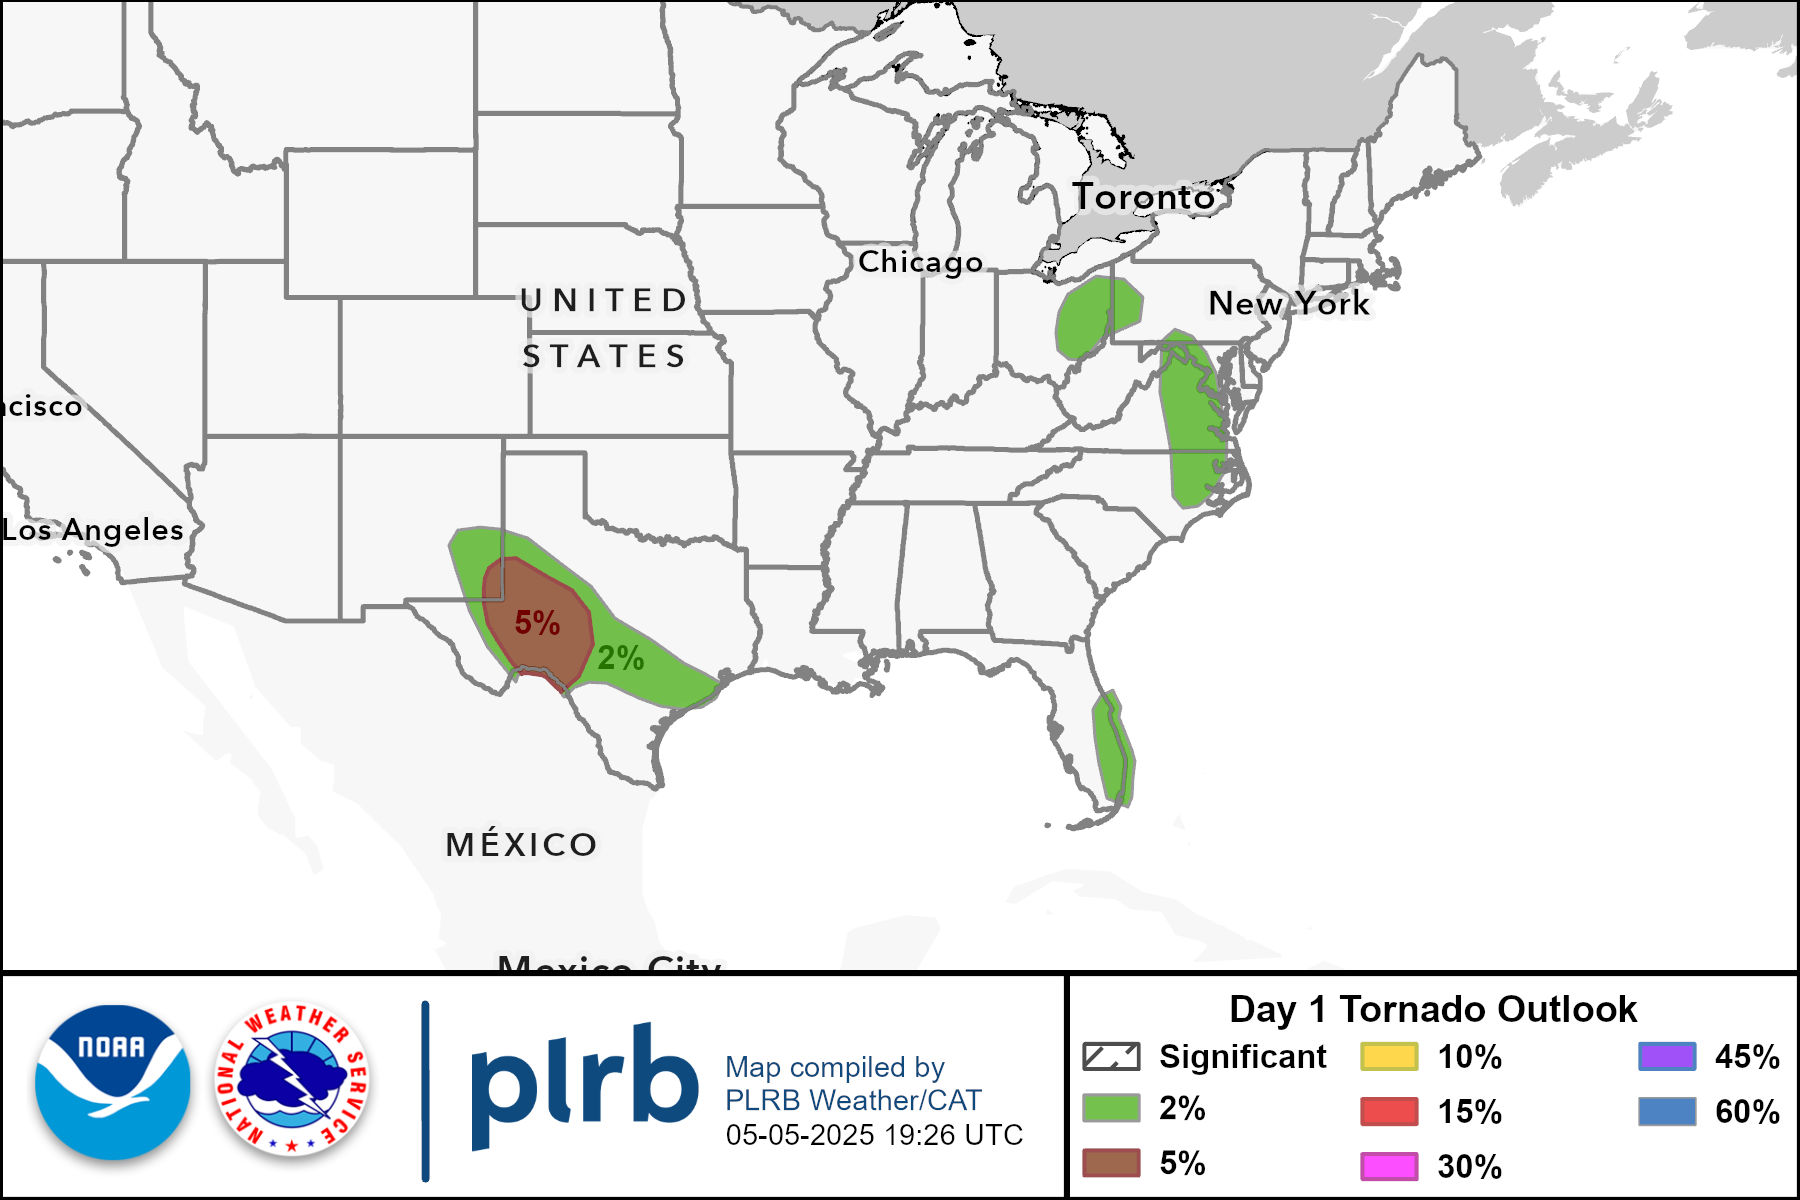 Toronto
Chicago
UNITED
STATES
New York
ncisco
Los Angeles
5%
2%
MÉXICO
Mexico City
NOAA
NATIONAL WEATHER SERVICE
plrb
Map compiled by
PLRB Weather/CAT
05-05-2025 19:26 UTC
Day 1 Tornado Outlook
Significant
2%
5%
10%
15%
30%
45%
60%